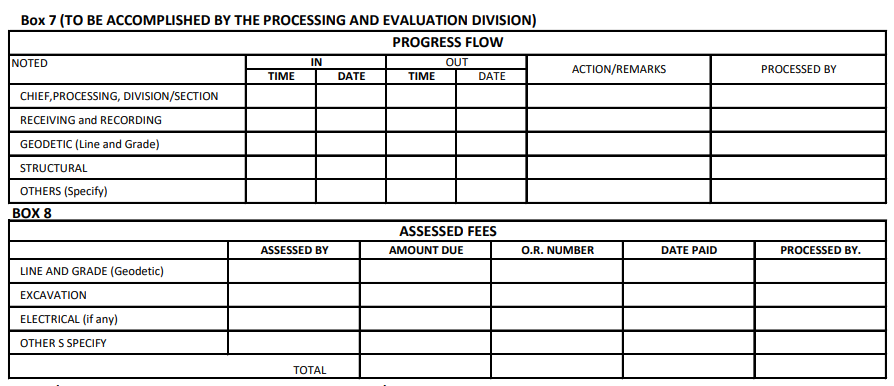 Box 7 (TO BE ACCOMPLISHED BY THE PROCESSING AND EVALUATION DIVISION)
PROGRESS FLOW
NOTED IN OUT ACTION/REMARKS PROCESSED BY
TIME DATE TIME DATE
CHIEF,PROCESSING, DIVISION/SECTION
RECEIVING and RECORDING
GEODETIC (Line and Grade)
STRUCTURAL
OTHERS (Specify)
BOX 8
ASSESSED FEES
ASSESSED BY AMOUNT DUE O.R. NUMBER DATE PAID PROCESSED BY.
LINE AND GRADE (Geodetic)
EXCAVATION
ELECTRICAL (if any)
OTHER S SPECIFY
TOTAL